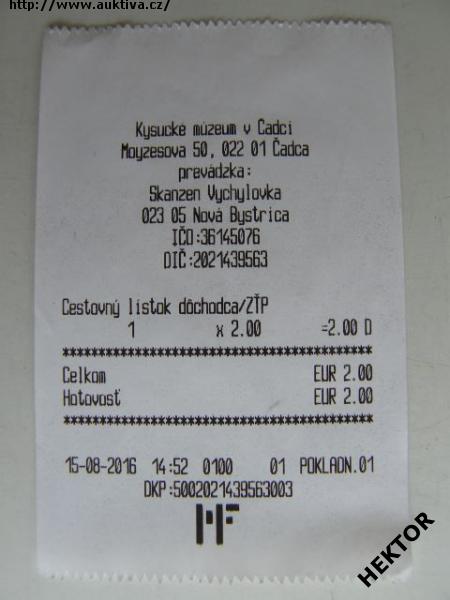 http://www.auktiva.cz/
Kysucké múzeum v Čadci
Moyzesova 50, 022 01 Čadca
prevádzka:
Skanzen Vychylovka
023 05 Nová Bystrica
IČO:36145076
DIČ:2021439563
Cestovný lístok dôchodca/ZŤP
1 x 2.00 =2.00 D
*******************************************
Celkom EUR 2.00
Hotovosť EUR 2.00
*******************************************
15-08-2016 14:52 0100 01 POKLADN.01
DKP:5002021439563003
MF
HEKTOR